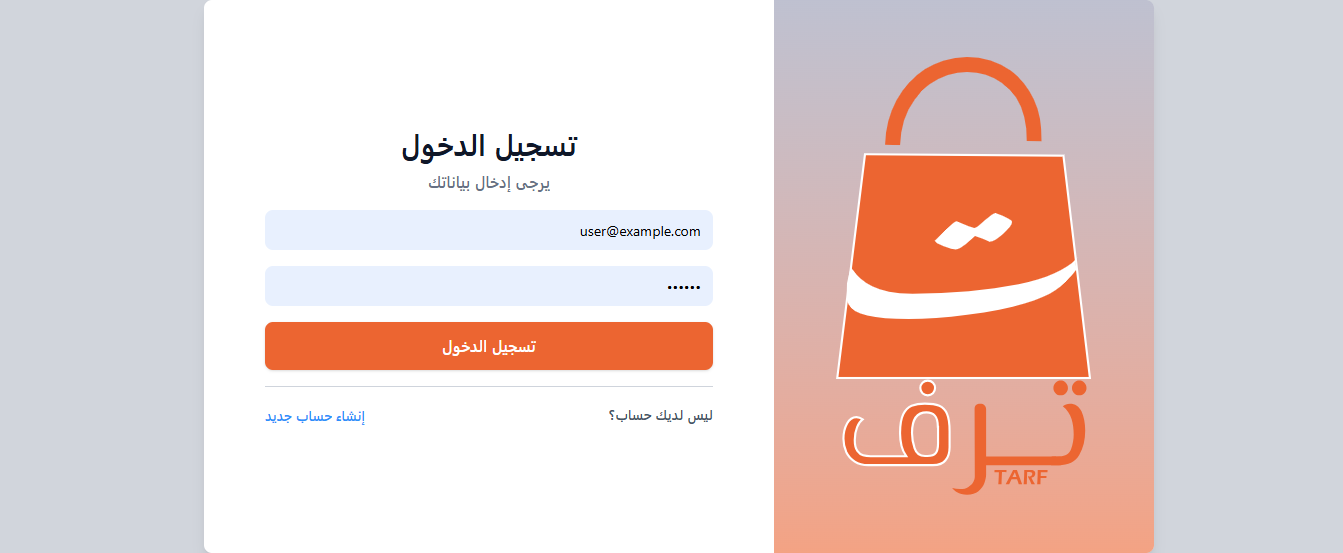 تسجيل الدخول
يرجى إدخال بياناتك
user@example.com
••••••
تسجيل الدخول
ليس لديك حساب؟ إنشاء حساب جديد
ترف
TARF